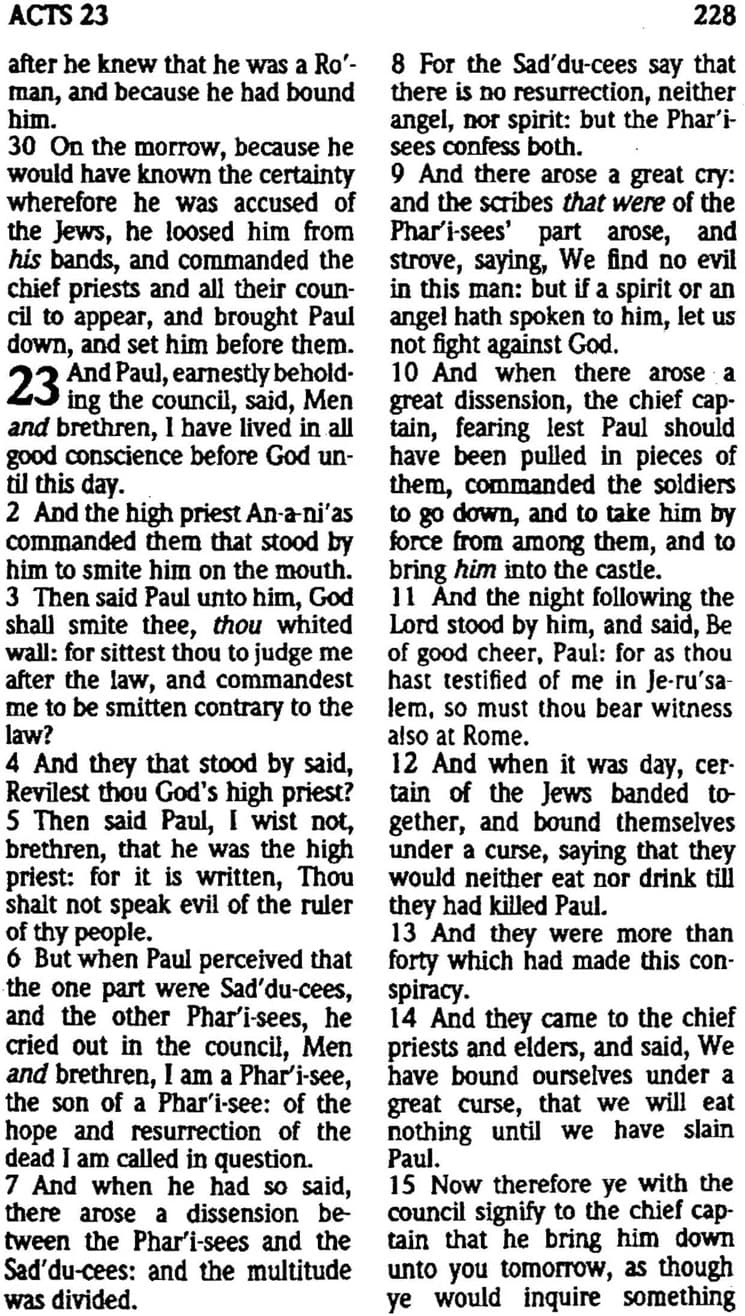 ACTS 23
228
after he knew that he was a Ro′-
man, and because he had bound
him.
30 On the morrow, because he
would have known the certainty
wherefore he was accused of
the Jews, he loosed him from
his bands, and commanded the
chief priests and all their coun-
cil to appear, and brought Paul
down, and set him before them.
23 And Paul, earnestly behold-
ing the council, said, Men
and brethren, I have lived in all
good conscience before God un-
til this day.
2 And the high priest An-a-ni′as
commanded them that stood by
him to smite him on the mouth.
3 Then said Paul unto him, God
shall smite thee, thou whited
wall: for sittest thou to judge me
after the law, and commandest
me to be smitten contrary to the
law?
4 And they that stood by said,
Revilest thou God's high priest?
5 Then said Paul, I wist not,
brethren, that he was the high
priest: for it is written, Thou
shalt not speak evil of the ruler
of thy people.
6 But when Paul perceived that
the one part were Sad′du-cees,
and the other Phar′i-sees, he
cried out in the council, Men
and brethren, I am a Phar′i-see,
the son of a Phar′i-see: of the
hope and resurrection of the
dead I am called in question.
7 And when he had so said,
there arose a dissension be-
tween the Phar′i-sees and the
Sad′du-cees: and the multitude
was divided.
8 For the Sad′du-cees say that
there is no resurrection, neither
angel, nor spirit: but the Phar′i-
sees confess both.
9 And there arose a great cry:
and the scribes that were of the
Phar′i-sees' part arose, and
strove, saying, We find no evil
in this man: but if a spirit or an
angel hath spoken to him, let us
not fight against God.
10 And when there arose a
great dissension, the chief cap-
tain, fearing lest Paul should
have been pulled in pieces of
them, commanded the soldiers
to go down, and to take him by
force from among them, and to
bring him into the castle.
11 And the night following the
Lord stood by him, and said, Be
of good cheer, Paul: for as thou
hast testified of me in Je-ru′sa-
lem, so must thou bear witness
also at Rome.
12 And when it was day, cer-
tain of the Jews banded to-
gether, and bound themselves
under a curse, saying that they
would neither eat nor drink till
they had killed Paul.
13 And they were more than
forty which had made this con-
spiracy.
14 And they came to the chief
priests and elders, and said, We
have bound ourselves under a
great curse, that we will eat
nothing until we have slain
Paul.
15 Now therefore ye with the
council signify to the chief cap-
tain that he bring him down
unto you tomorrow, as though
ye would inquire something